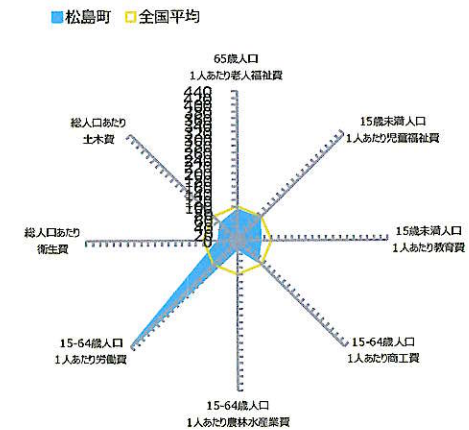 松島町 全国平均
65歳人口
1人あたり老人福祉費
15歳未満人口
1人あたり児童福祉費
15歳未満人口
1人あたり教育費
15-64歳人口
1人あたり商工費
15-64歳人口
1人あたり農林水産業費
15-64歳人口
1人あたり労働費
総人口あたり
衛生費
総人口あたり
土木費
440